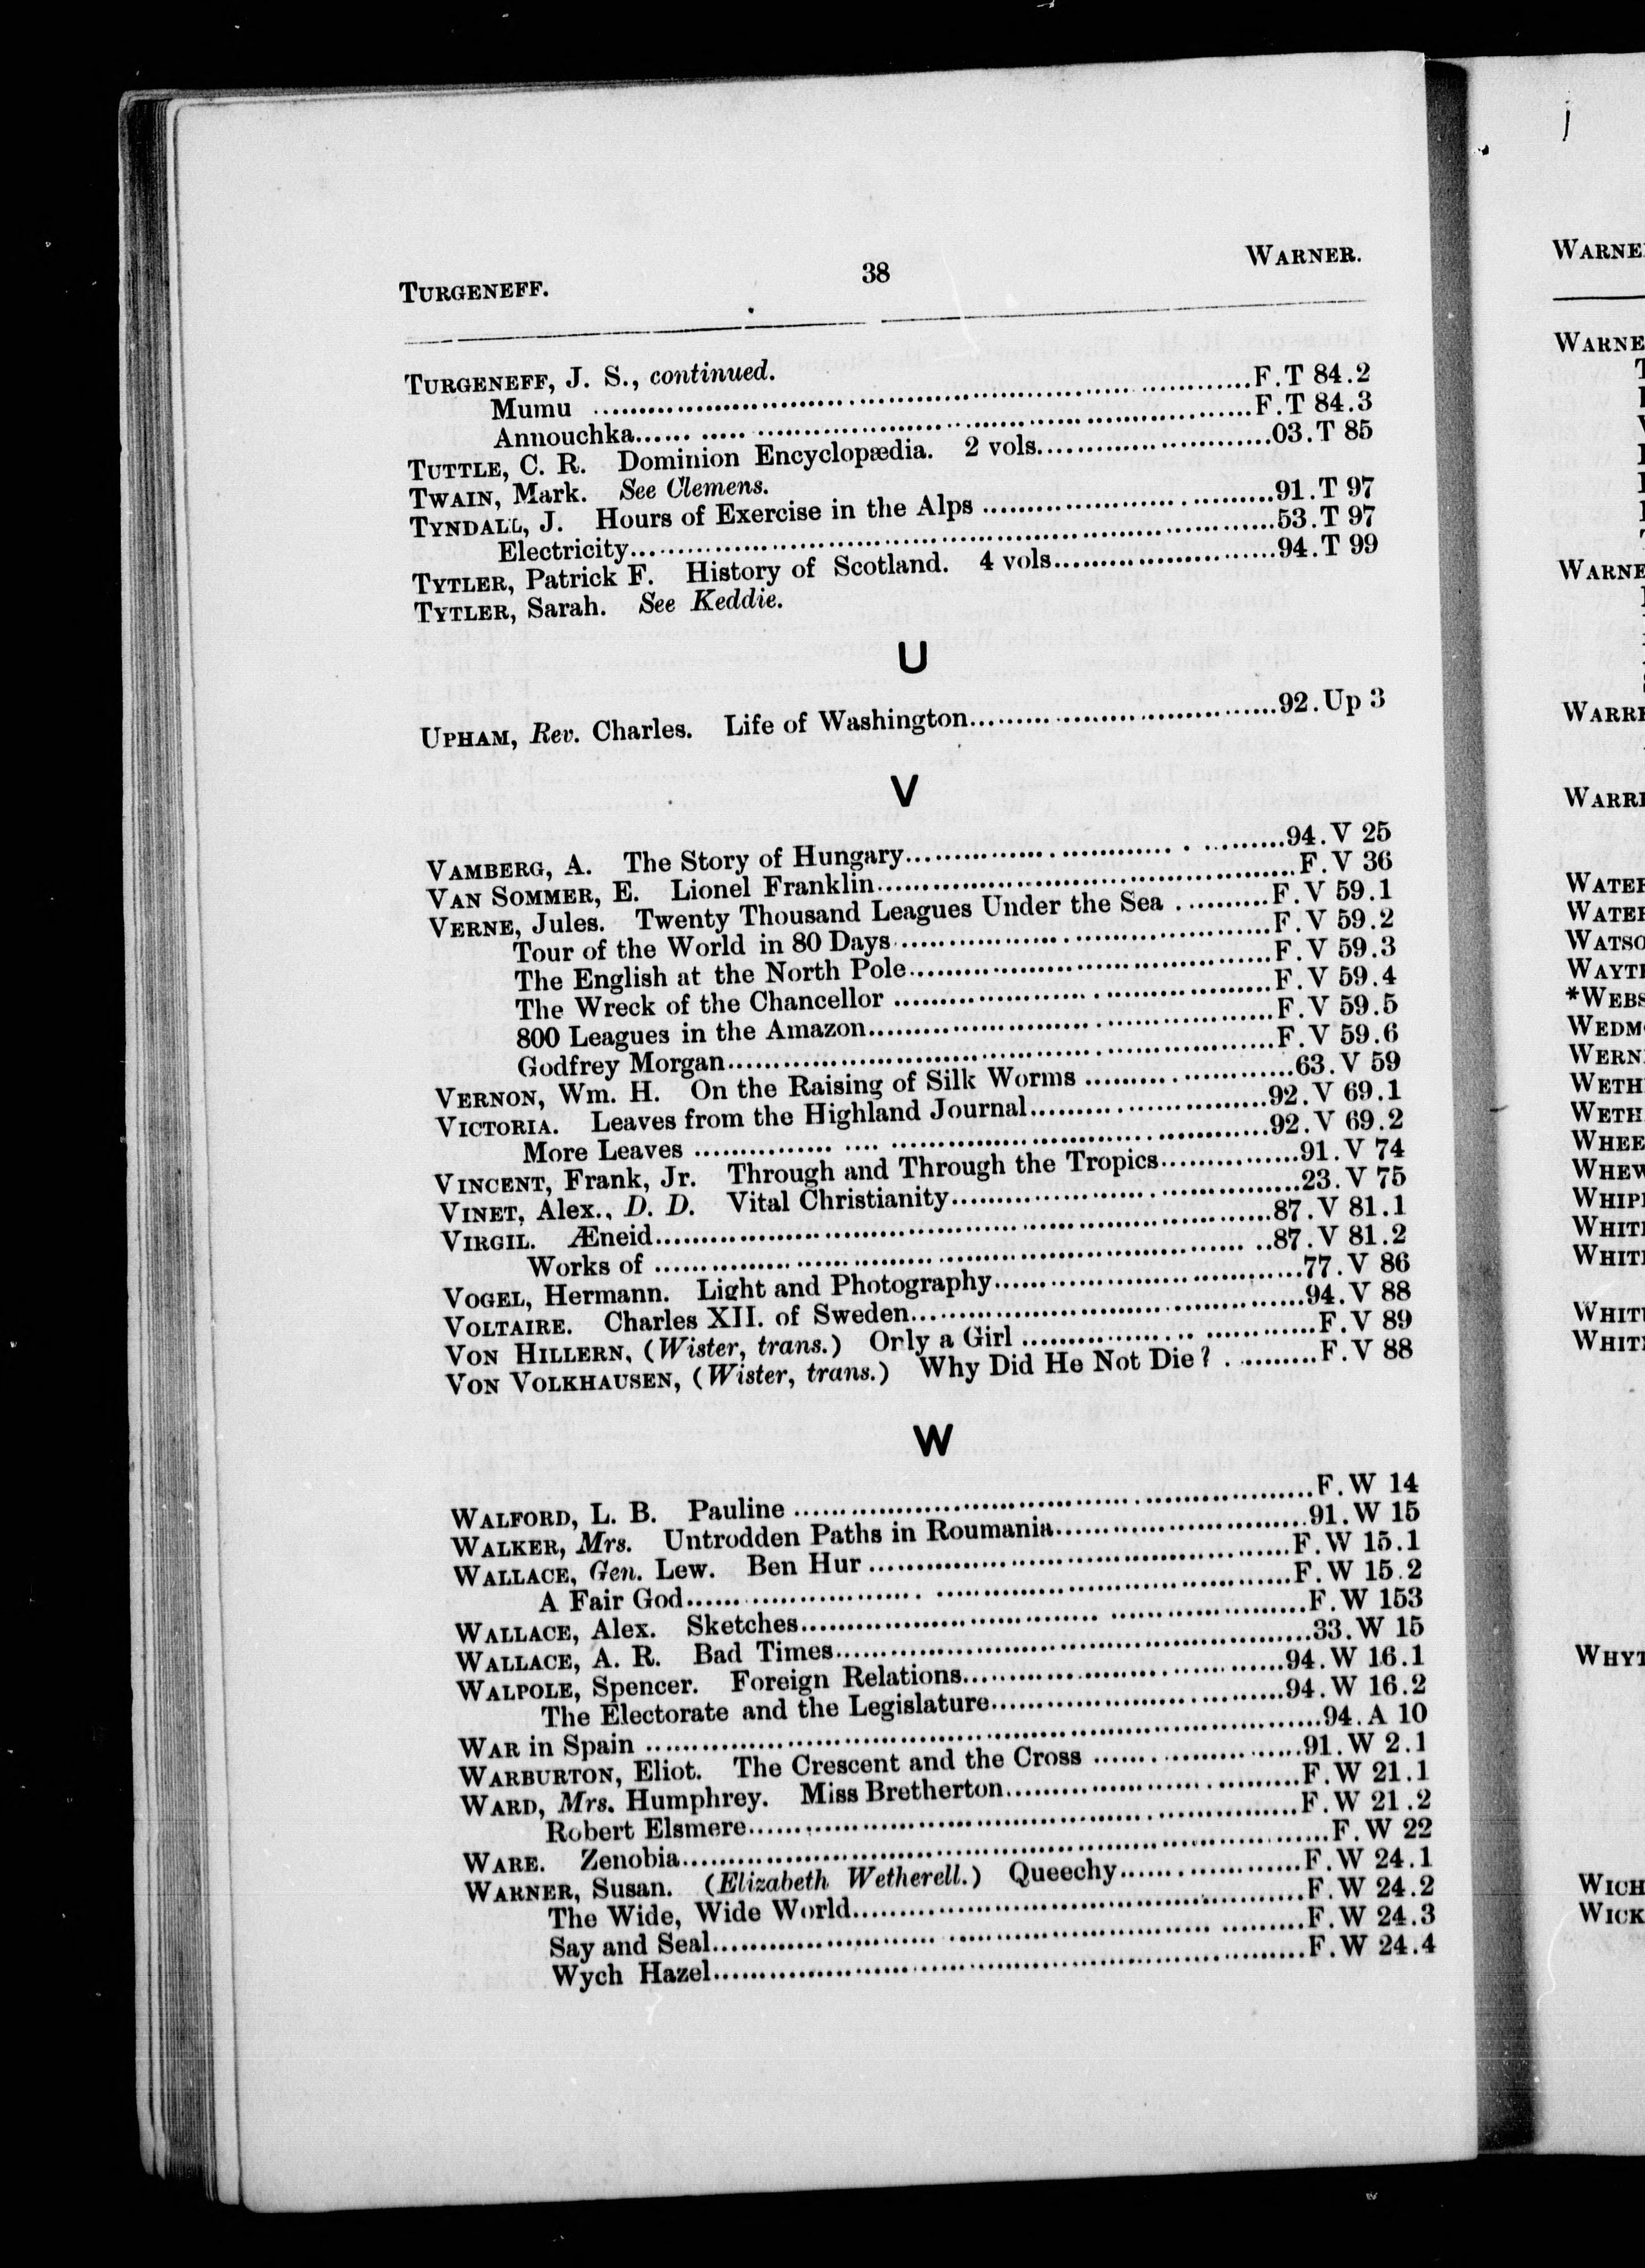 TURGENEFF. 38 WARNER.
TURGENEFF, J. S., continued.
Mumu ........ F.T 84.2
Annouchka........ F.T 84.3
TUTTLE, C. R. Dominion Encyclopædia. 2 vols........ 03.T 85
TWAIN, Mark. See Clemens.
TYNDALL, J. Hours of Exercise in the Alps ........ 91.T 97
Electricity........ 53.T 97
TYTLER, Patrick F. History of Scotland. 4 vols........ 94.T 99
TYTLER, Sarah. See Keddie.
U
UPHAM, Rev. Charles. Life of Washington........ 92.Up 3
V
VAMBERG, A. The Story of Hungary........ 94.V 25
VAN SOMMER, E. Lionel Franklin........ F.V 36
VERNE, Jules. Twenty Thousand Leagues Under the Sea ........ F.V 59.1
Tour of the World in 80 Days........ F.V 59.2
The English at the North Pole........ F.V 59.3
The Wreck of the Chancellor ........ F.V 59.4
800 Leagues in the Amazon........ F.V 59.5
Godfrey Morgan........ F.V 59.6
VERNON, Wm. H. On the Raising of Silk Worms ........ 63.V 59
VICTORIA. Leaves from the Highland Journal........ 92.V 69.1
More Leaves ........ 92.V 69.2
VINCENT, Frank, Jr. Through and Through the Tropics........ 91.V 74
VINET, Alex., D. D. Vital Christianity........ 23.V 75
VIRGIL. Æneid........ 87.V 81.1
Works of ........ 87.V 81.2
VOGEL, Hermann. Light and Photography........ 77.V 86
VOLTAIRE. Charles XII. of Sweden........ 94.V 88
VON HILLERN, (Wister, trans.) Only a Girl ........ F.V 89
VON VOLKHAUSEN, (Wister, trans.) Why Did He Not Die? ........ F.V 88
W
WALFORD, L. B. Pauline ........ F.W 14
WALKER, Mrs. Untrodden Paths in Roumania........ 91.W 15
WALLACE, Gen. Lew. Ben Hur ........ F.W 15.1
A Fair God........ F.W 15.2
WALLACE, Alex. Sketches........ F.W 153
WALLACE, A. R. Bad Times........ 33.W 15
WALPOLE, Spencer. Foreign Relations........ 94.W 16.1
The Electorate and the Legislature........ 94.W 16.2
WAR in Spain ........ 94.A 10
WARBURTON, Eliot. The Crescent and the Cross ........ 91.W 2.1
WARD, Mrs. Humphrey. Miss Bretherton........ F.W 21.1
Robert Elsmere........ F.W 21.2
WARE. Zenobia........ F.W 22
WARNER, Susan. (Elizabeth Wetherell.) Queechy........ F.W 24.1
The Wide, Wide World........ F.W 24.2
Say and Seal........ F.W 24.3
Wych Hazel........ F.W 24.4